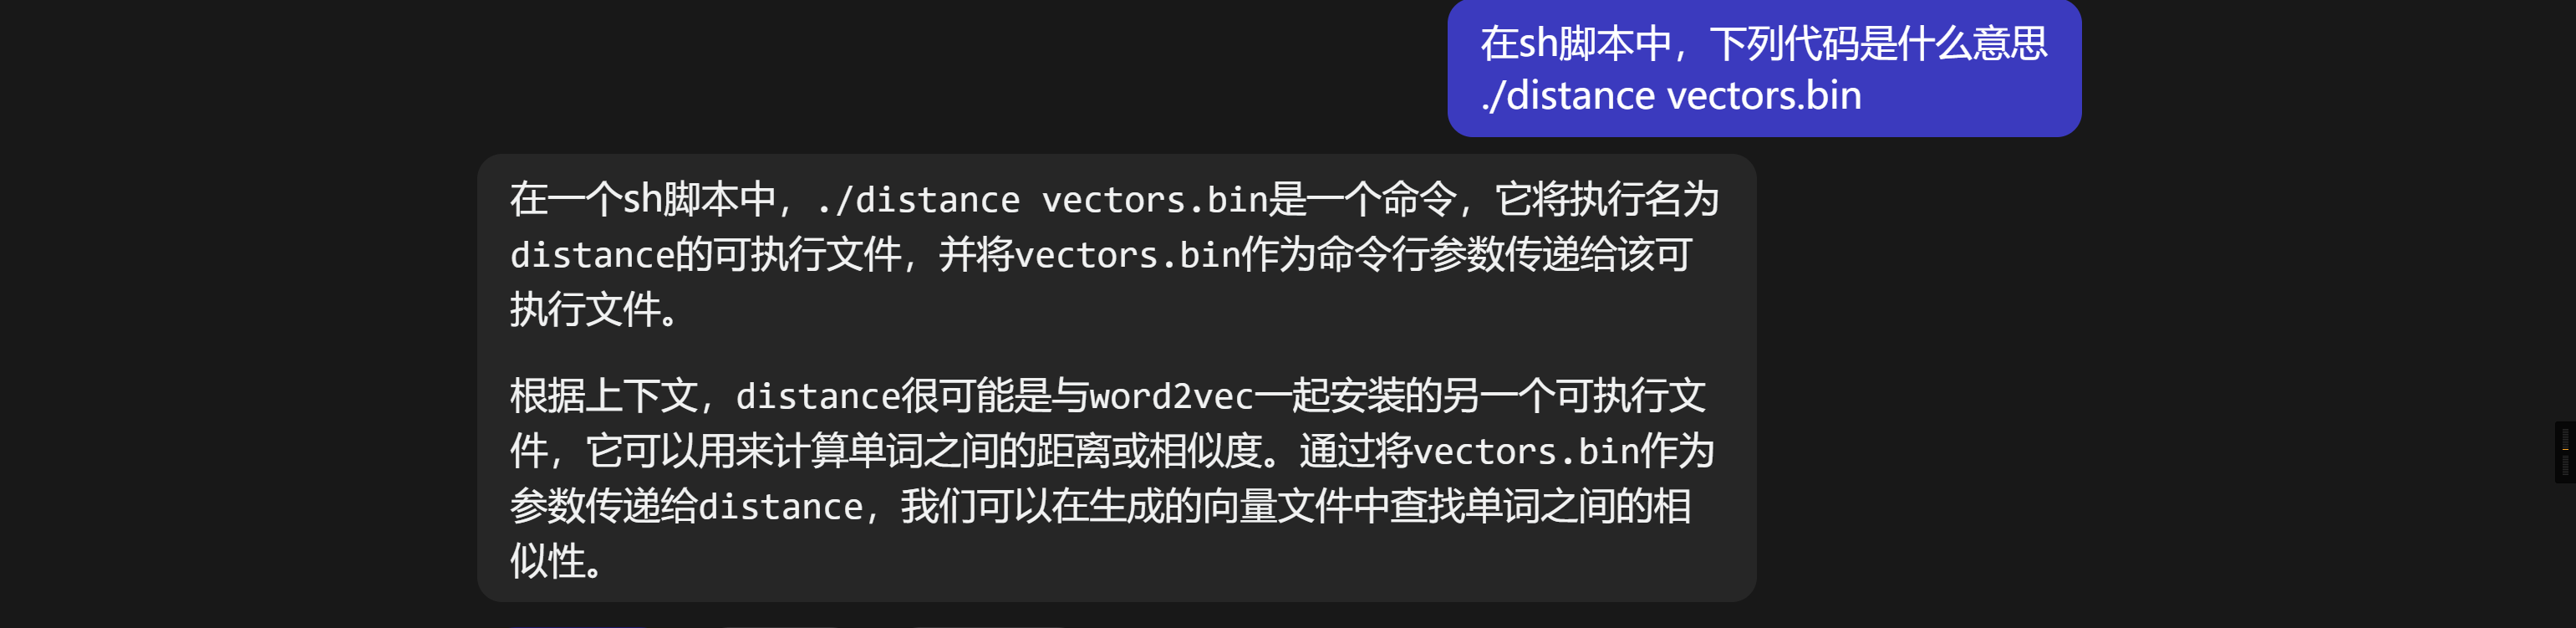 在sh脚本中，下列代码是什么意思
./distance vectors.bin
在一个sh脚本中，./distance vectors.bin是一个命令，它将执行名为
distance的可执行文件，并将vectors.bin作为命令行参数传递给该可
执行文件。
根据上下文，distance很可能是与word2vec一起安装的另一个可执行文
件，它可以用来计算单词之间的距离或相似度。通过将vectors.bin作为
参数传递给distance，我们可以在生成的向量文件中查找单词之间的相
似性。